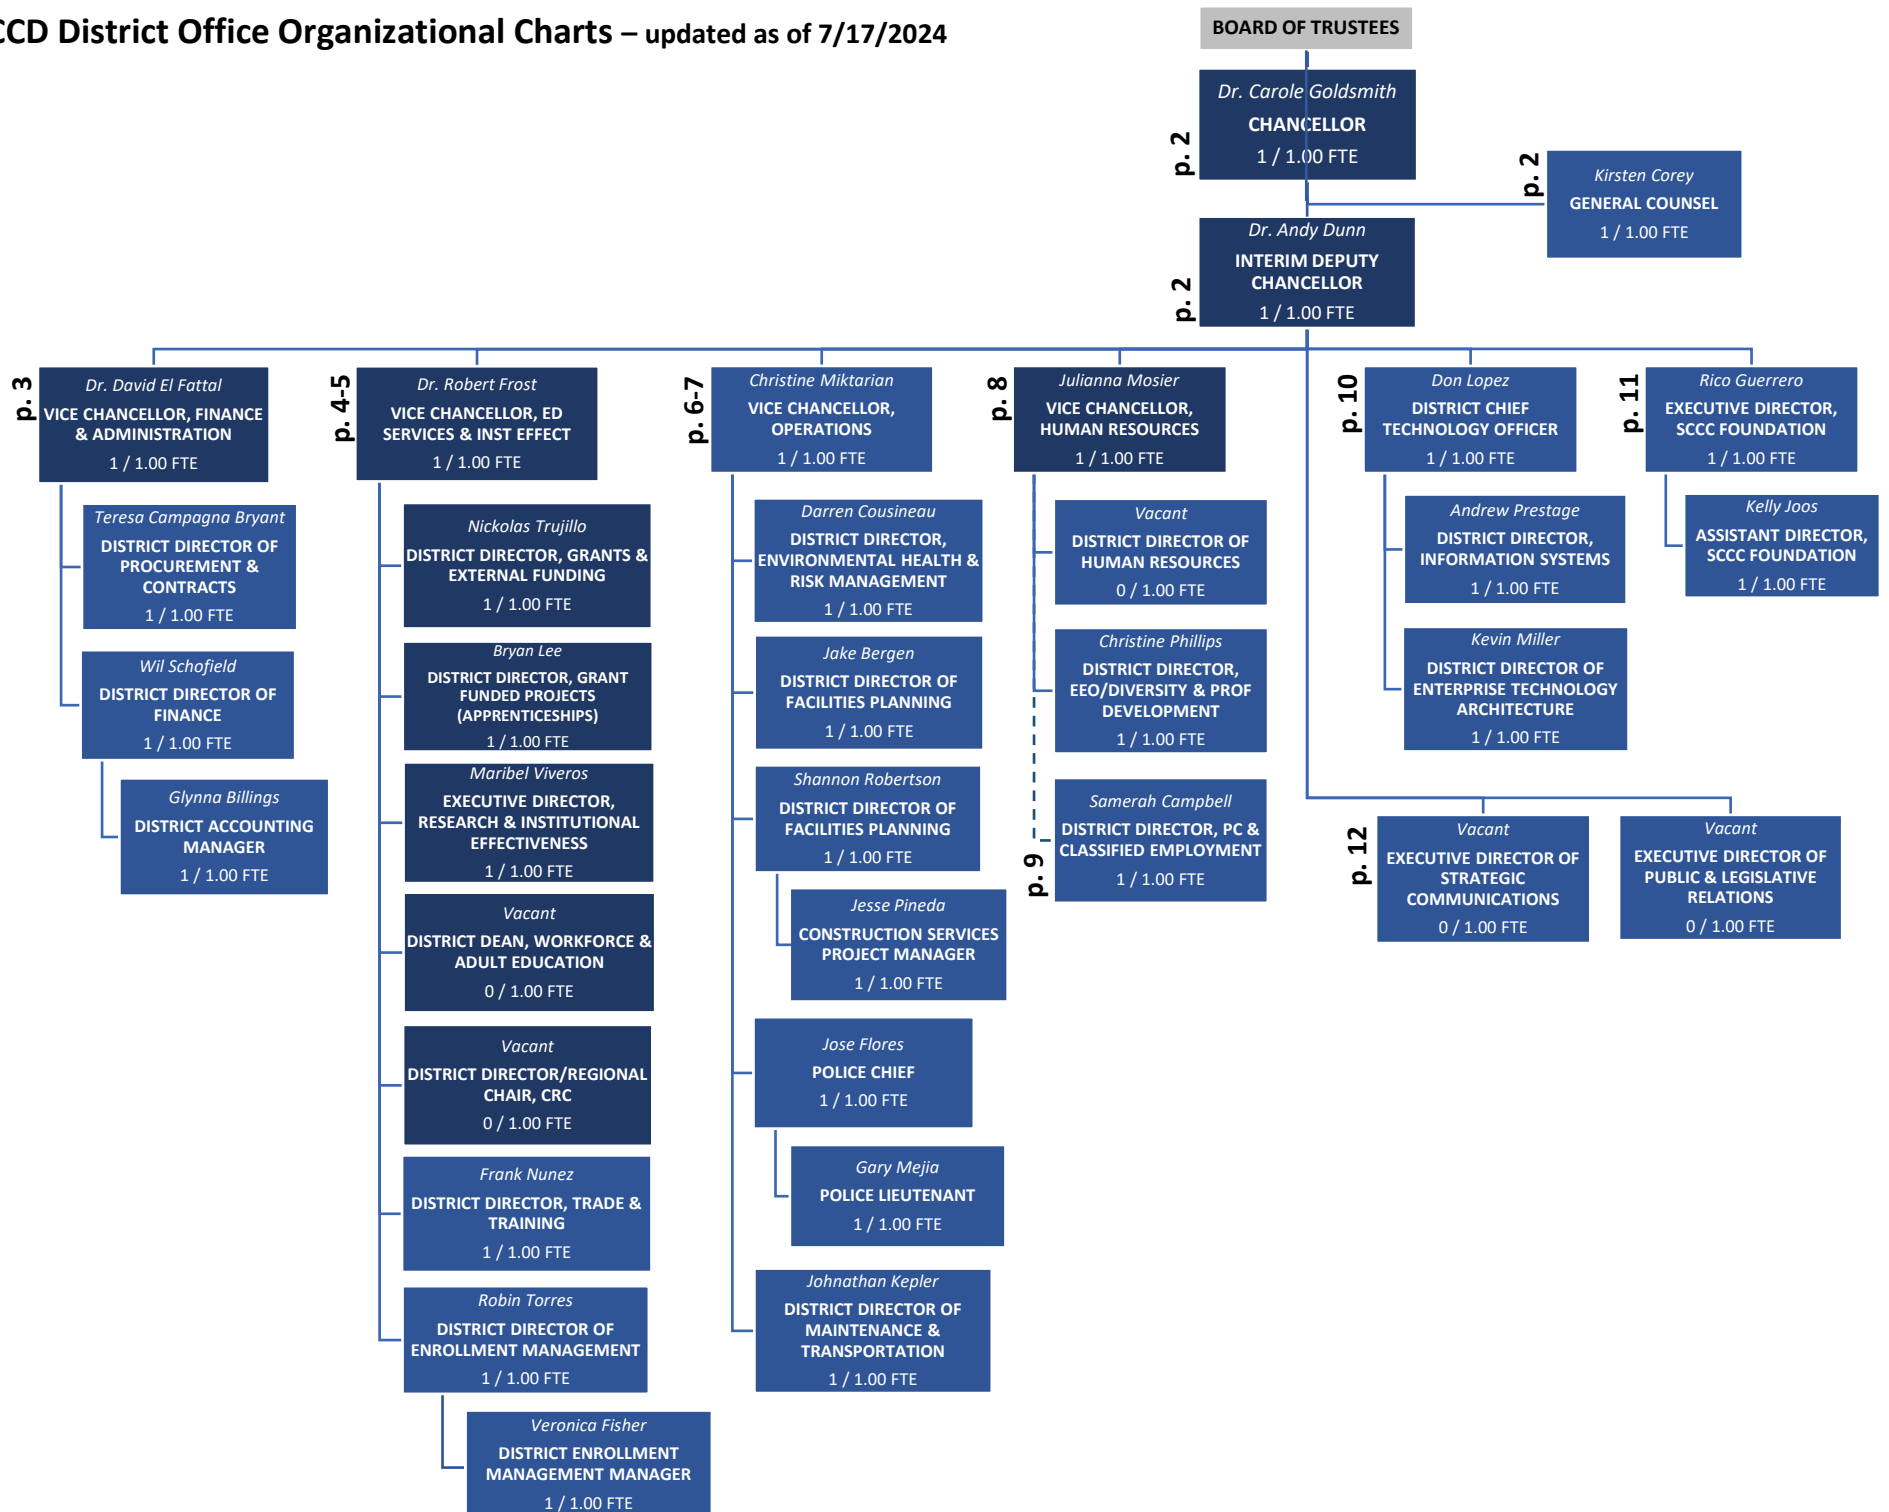 CCD District Office Organizational Charts – updated as of 7/17/2024
BOARD OF TRUSTEES
p. 2
Dr. Carole Goldsmith
CHANCELLOR
1 / 1.00 FTE
p. 2
Kirsten Corey
GENERAL COUNSEL
1 / 1.00 FTE
p. 2
Dr. Andy Dunn
INTERIM DEPUTY
CHANCELLOR
1 / 1.00 FTE
p. 3
Dr. David El Fattal
VICE CHANCELLOR, FINANCE
& ADMINISTRATION
1 / 1.00 FTE
Teresa Campagna Bryant
DISTRICT DIRECTOR OF
PROCUREMENT &
CONTRACTS
1 / 1.00 FTE
Wil Schofield
DISTRICT DIRECTOR OF
FINANCE
1 / 1.00 FTE
Glynna Billings
DISTRICT ACCOUNTING
MANAGER
1 / 1.00 FTE
p. 4-5
Dr. Robert Frost
VICE CHANCELLOR, ED
SERVICES & INST EFFECT
1 / 1.00 FTE
Nickolas Trujillo
DISTRICT DIRECTOR, GRANTS &
EXTERNAL FUNDING
1 / 1.00 FTE
Bryan Lee
DISTRICT DIRECTOR, GRANT
FUNDED PROJECTS
(APPRENTICESHIPS)
1 / 1.00 FTE
Maribel Viveros
EXECUTIVE DIRECTOR,
RESEARCH & INSTITUTIONAL
EFFECTIVENESS
1 / 1.00 FTE
Vacant
DISTRICT DEAN, WORKFORCE &
ADULT EDUCATION
0 / 1.00 FTE
Vacant
DISTRICT DIRECTOR/REGIONAL
CHAIR, CRC
0 / 1.00 FTE
Frank Nunez
DISTRICT DIRECTOR, TRADE &
TRAINING
1 / 1.00 FTE
Robin Torres
DISTRICT DIRECTOR OF
ENROLLMENT MANAGEMENT
1 / 1.00 FTE
Veronica Fisher
DISTRICT ENROLLMENT
MANAGEMENT MANAGER
1 / 1.00 FTE
p. 6-7
Christine Miktarian
VICE CHANCELLOR,
OPERATIONS
1 / 1.00 FTE
Darren Cousineau
DISTRICT DIRECTOR,
ENVIRONMENTAL HEALTH &
RISK MANAGEMENT
1 / 1.00 FTE
Jake Bergen
DISTRICT DIRECTOR OF
FACILITIES PLANNING
1 / 1.00 FTE
Shannon Robertson
DISTRICT DIRECTOR OF
FACILITIES PLANNING
1 / 1.00 FTE
Jesse Pineda
CONSTRUCTION SERVICES
PROJECT MANAGER
1 / 1.00 FTE
Jose Flores
POLICE CHIEF
1 / 1.00 FTE
Gary Mejia
POLICE LIEUTENANT
1 / 1.00 FTE
Johnathan Kepler
DISTRICT DIRECTOR OF
MAINTENANCE &
TRANSPORTATION
1 / 1.00 FTE
p. 8
Julianna Mosier
VICE CHANCELLOR,
HUMAN RESOURCES
1 / 1.00 FTE
Vacant
DISTRICT DIRECTOR OF
HUMAN RESOURCES
0 / 1.00 FTE
Christine Phillips
DISTRICT DIRECTOR,
EEO/DIVERSITY & PROF
DEVELOPMENT
1 / 1.00 FTE
p. 9
Samerah Campbell
DISTRICT DIRECTOR, PC &
CLASSIFIED EMPLOYMENT
1 / 1.00 FTE
p. 10
Don Lopez
DISTRICT CHIEF
TECHNOLOGY OFFICER
1 / 1.00 FTE
Andrew Prestage
DISTRICT DIRECTOR,
INFORMATION SYSTEMS
1 / 1.00 FTE
Kevin Miller
DISTRICT DIRECTOR OF
ENTERPRISE TECHNOLOGY
ARCHITECTURE
1 / 1.00 FTE
p. 11
Rico Guerrero
EXECUTIVE DIRECTOR,
SCCC FOUNDATION
1 / 1.00 FTE
Kelly Joos
ASSISTANT DIRECTOR,
SCCC FOUNDATION
1 / 1.00 FTE
p. 12
Vacant
EXECUTIVE DIRECTOR OF
STRATEGIC
COMMUNICATIONS
0 / 1.00 FTE
Vacant
EXECUTIVE DIRECTOR OF
PUBLIC & LEGISLATIVE
RELATIONS
0 / 1.00 FTE